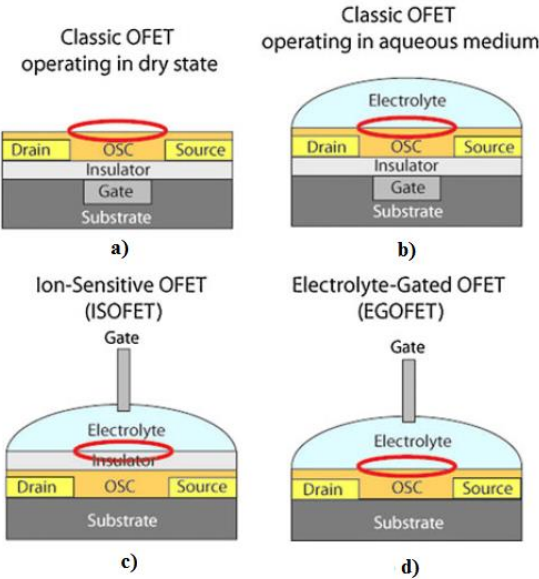 Classic OFET
operating in dry state
Drain
OSC
Source
Insulator
Gate
Substrate
a)
Classic OFET
operating in aqueous medium
Electrolyte
Drain
OSC
Source
Insulator
Gate
Substrate
b)
Ion-Sensitive OFET
(ISOFET)
Gate
Electrolyte
Insulator
Drain
OSC
Source
Substrate
c)
Electrolyte-Gated OFET
(EGOFET)
Gate
Electrolyte
Drain
OSC
Source
Substrate
d)